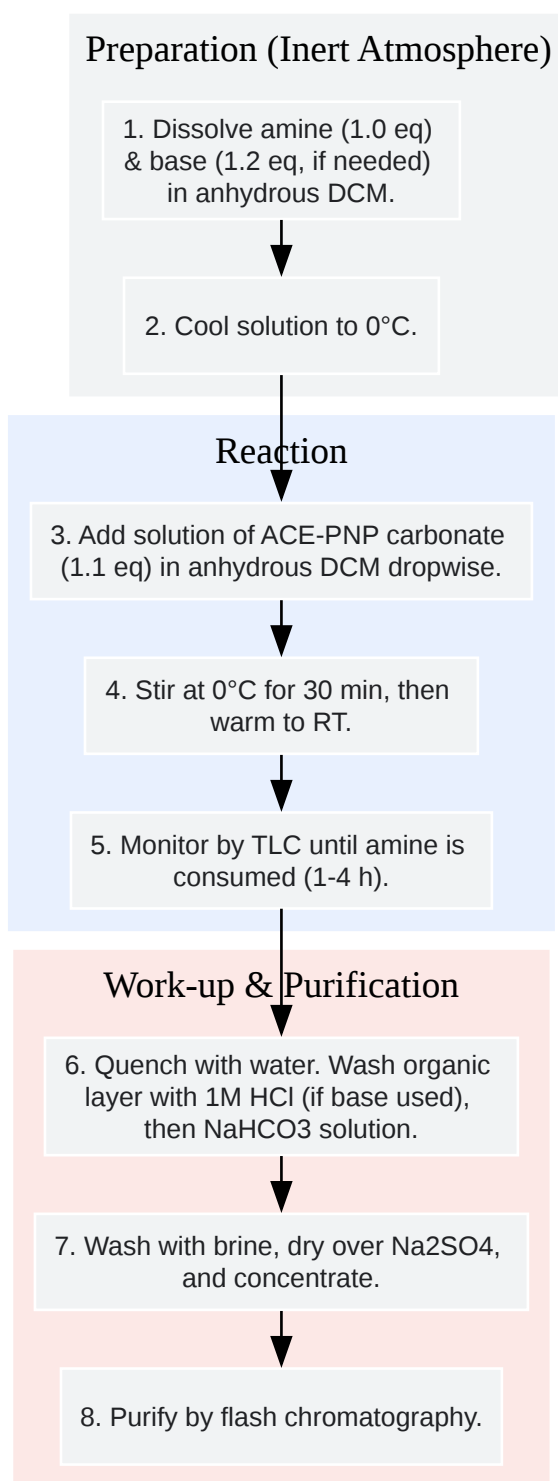 Preparation (Inert Atmosphere)
1. Dissolve amine (1.0 eq)
& base (1.2 eq, if needed)
in anhydrous DCM.
2. Cool solution to 0°C.
Reaction
3. Add solution of ACE-PNP carbonate
(1.1 eq) in anhydrous DCM dropwise.
4. Stir at 0°C for 30 min, then
warm to RT.
5. Monitor by TLC until amine is
consumed (1-4 h).
Work-up & Purification
6. Quench with water. Wash organic
layer with 1M HCl (if base used),
then NaHCO3 solution.
7. Wash with brine, dry over Na2SO4,
and concentrate.
8. Purify by flash chromatography.